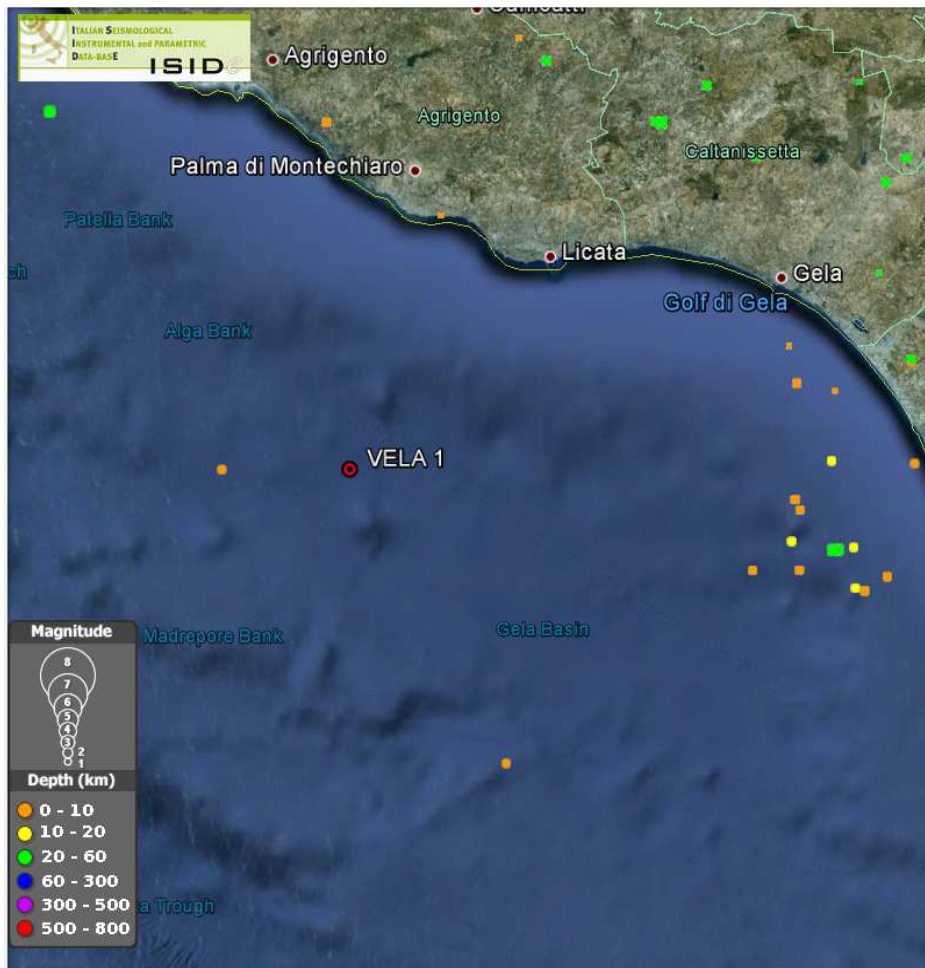 ITALIAN SEISMOLOGICAL
INSTRUMENTAL and PARAMETRIC
DATA-BASE
ISIDe
Agrigento
Agrigento
Caltanissetta
Palma di Montechiaro
Patella Bank
Licata
Gela
Golf di Gela
Alga Bank
VELA 1
Madrepore Bank
Gela Basin
Magnitude
8
7
6
5
4
3
2
1
Depth (km)
0 - 10
10 - 20
20 - 60
60 - 300
300 - 500
500 - 800
Trough